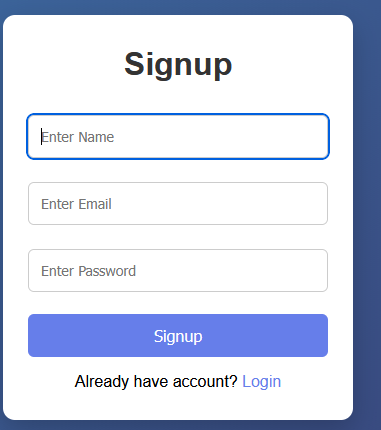 Signup
Enter Name
Enter Email
Enter Password
Signup
Already have account? Login